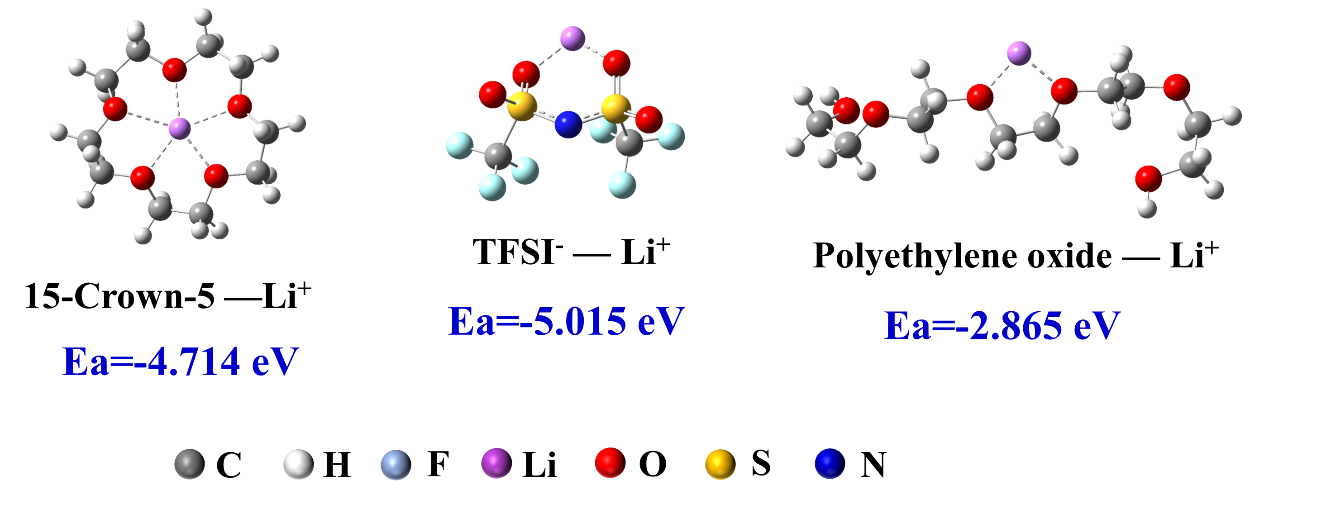 15-Crown-5 —Li⁺
Ea=-4.714 eV
TFSI⁻ — Li⁺
Ea=-5.015 eV
Polyethylene oxide — Li⁺
Ea=-2.865 eV
C H F Li O S N